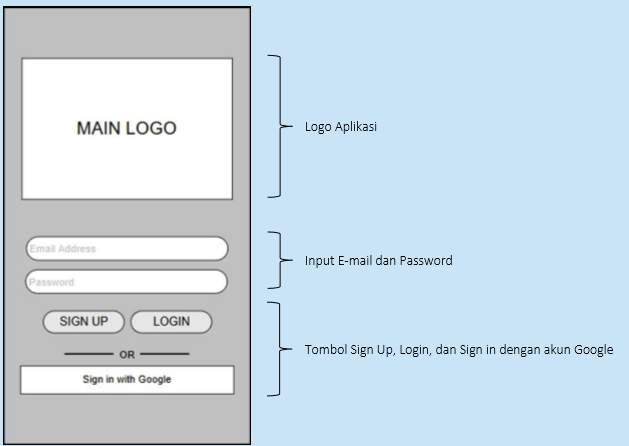 MAIN LOGO
Logo Aplikasi
Email Address
Password
Input E-mail dan Password
SIGN UP
LOGIN
OR
Sign in with Google
Tombol Sign Up, Login, dan Sign in dengan akun Google